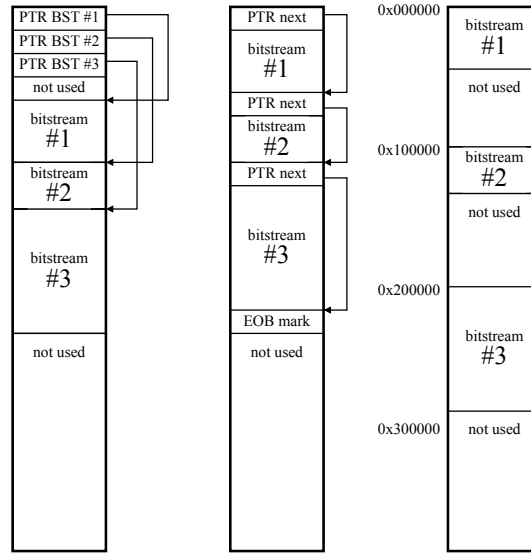 PTR BST #1
PTR BST #2
PTR BST #3
not used
bitstream
#1
bitstream
#2
bitstream
#3
not used
PTR next
bitstream
#1
PTR next
bitstream
#2
PTR next
bitstream
#3
EOB mark
not used
0x000000
bitstream
#1
not used
0x100000
bitstream
#2
not used
0x200000
bitstream
#3
0x300000
not used